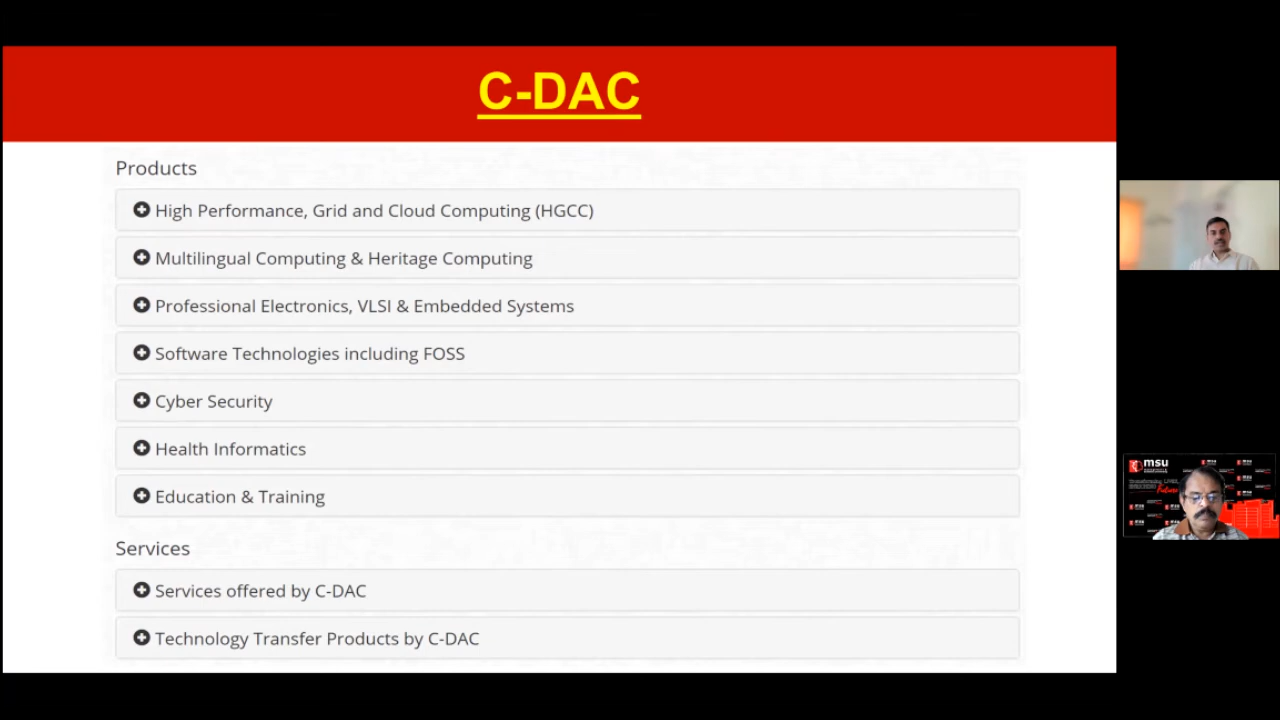 C-DAC
Products
High Performance, Grid and Cloud Computing (HGCC)
Multilingual Computing & Heritage Computing
Professional Electronics, VLSI & Embedded Systems
Software Technologies including FOSS
Cyber Security
Health Informatics
Education & Training
Services
Services offered by C-DAC
Technology Transfer Products by C-DAC
msu
Future